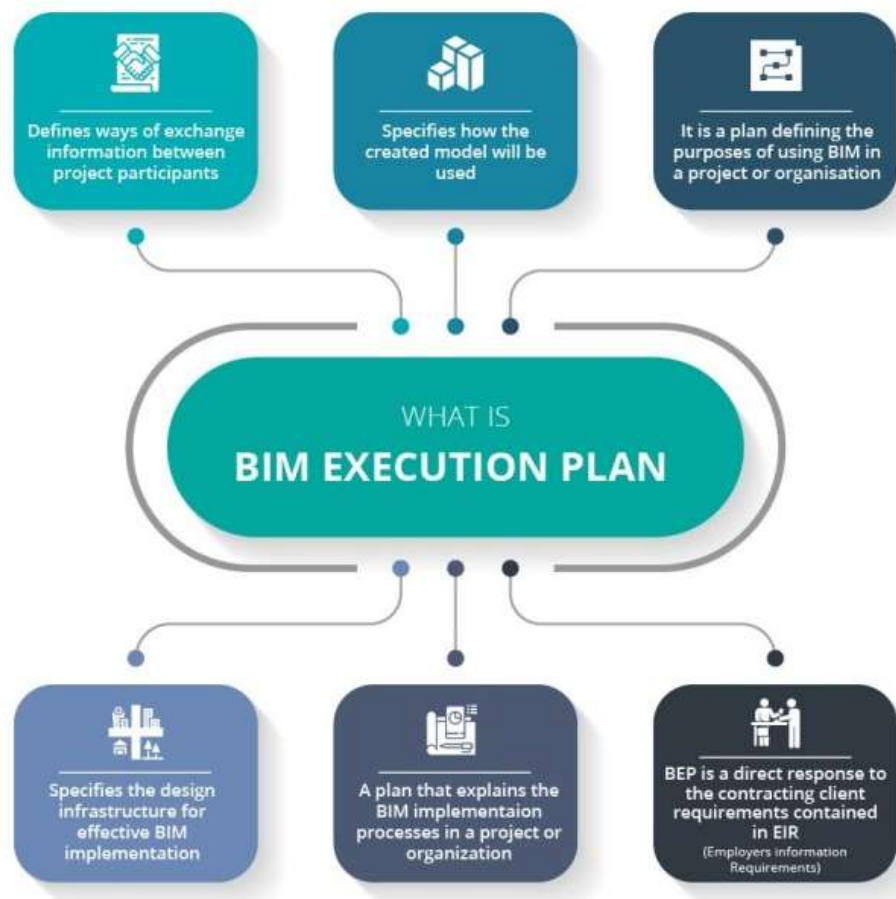 Defines ways of exchange
information between
project participants
Specifies how the
created model will be
used
It is a plan defining the
purposes of using BIM in
a project or organisation
WHAT IS
BIM EXECUTION PLAN
Specifies the design
infrastructure for
effective BIM
implementation
A plan that explains the
BIM implementaion
processes in a project or
organization
BEP is a direct response to
the contracting client
requirements contained
in EIR
(Employers information
Requirements)